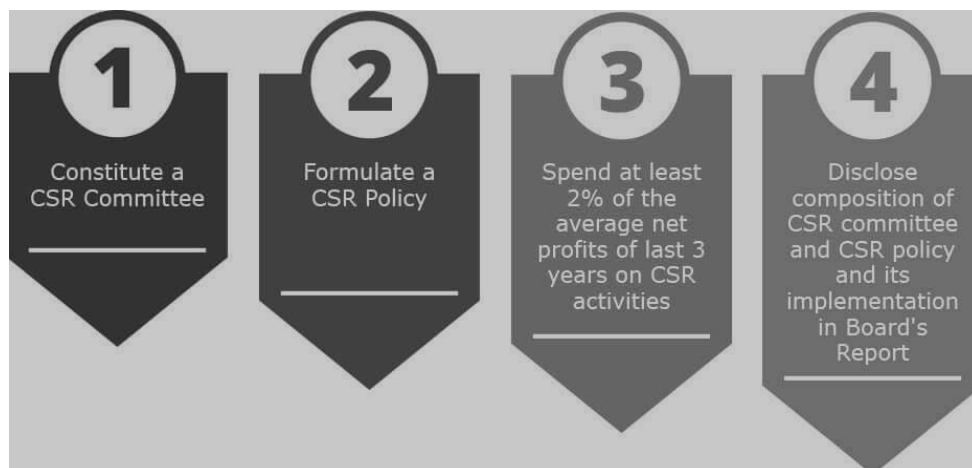 1
Constitute a
CSR Committee
2
Formulate a
CSR Policy
3
Spend at least
2% of the
average net
profits of last 3
years on CSR
activities
4
Disclose
composition of
CSR committee
and CSR policy
and its
implementation
in Board's
Report